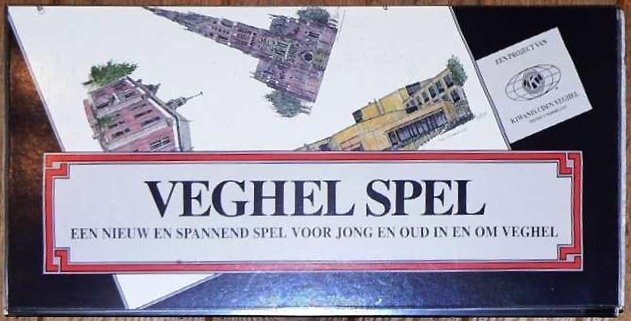 EEN PROJECT VAN
KIWANIS UDEN VEGHEL
VEGHEL SPEL
EEN NIEUW EN SPANNEND SPEL VOOR JONG EN OUD IN EN OM VEGHEL